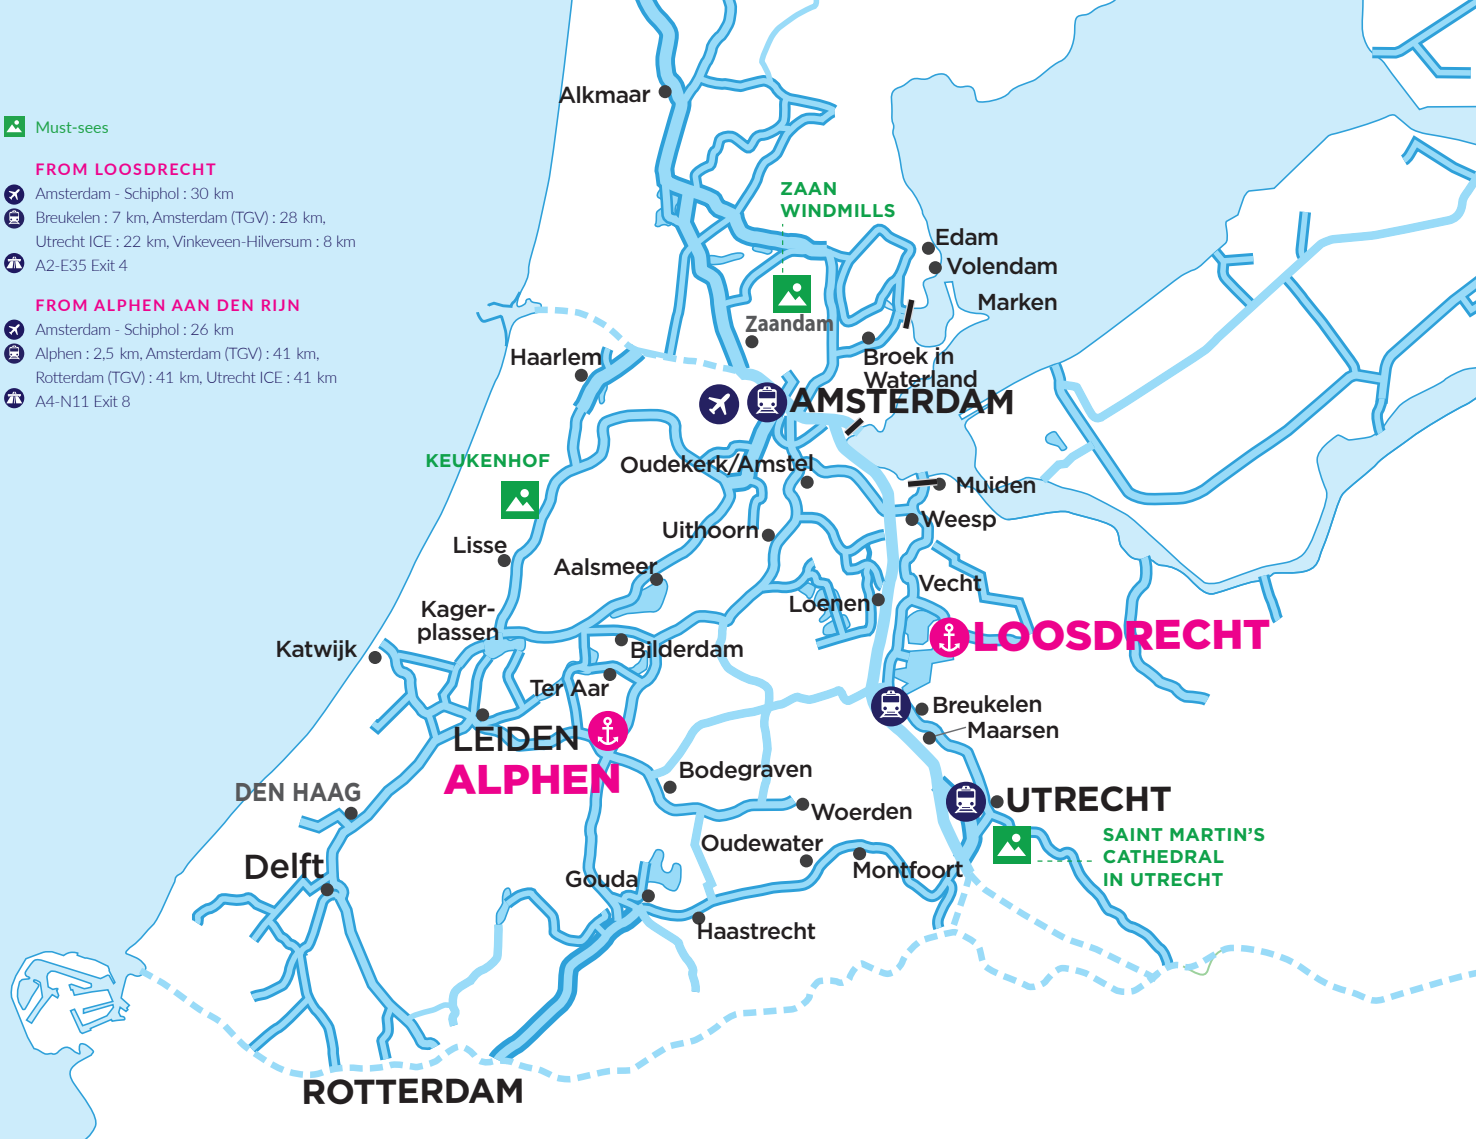 Must-sees
FROM LOOSDRECHT
Amsterdam - Schiphol : 30 km
Breukelen : 7 km, Amsterdam (TGV) : 28 km,
Utrecht ICE : 22 km, Vinkeveen-Hilversum : 8 km
A2-E35 Exit 4
FROM ALPHEN AAN DEN RIJN
Amsterdam - Schiphol : 26 km
Alphen : 2,5 km, Amsterdam (TGV) : 41 km,
Rotterdam (TGV) : 41 km, Utrecht ICE : 41 km
A4-N11 Exit 8
Alkmaar
ZAAN
WINDMILLS
Edam
Volendam
Marken
Zaandam
Haarlem
Broek in
Waterland
AMSTERDAM
KEUKENHOF
Oudekerk/Amstel
Muiden
Weesp
Uithoorn
Lisse
Aalsmeer
Vecht
Loenen
Kager-
plassen
Katwijk
Bilderdam
LOOSDRECHT
Ter Aar
Breukelen
Maarsen
LEIDEN
ALPHEN
Bodegraven
DEN HAAG
Woerden
UTRECHT
Oudewater
Montfoort
SAINT MARTIN'S
CATHEDRAL
IN UTRECHT
Delft
Gouda
Haastrecht
ROTTERDAM